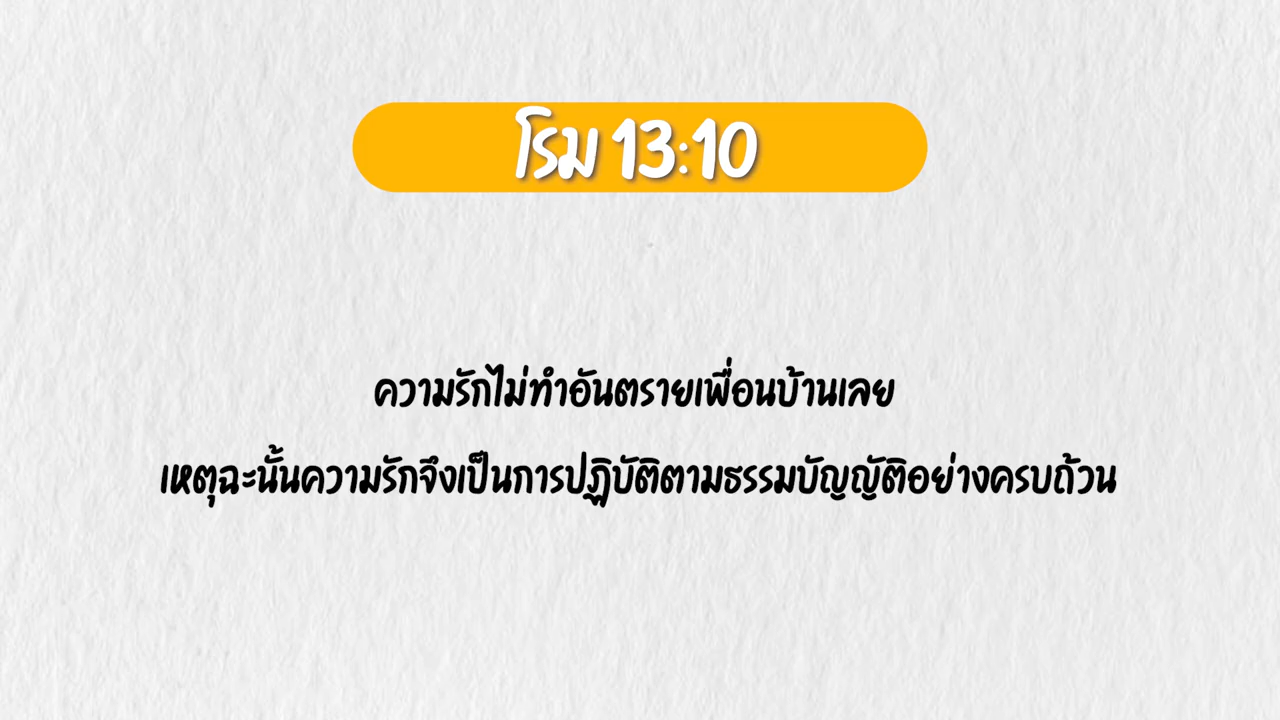 โรม 13:10
ความรักไม่ทำอันตรายเพื่อนบ้านเลย
เหตุฉะนั้นความรักจึงเป็นการปฏิบัติตามธรรมบัญญัติอย่างครบถ้วน